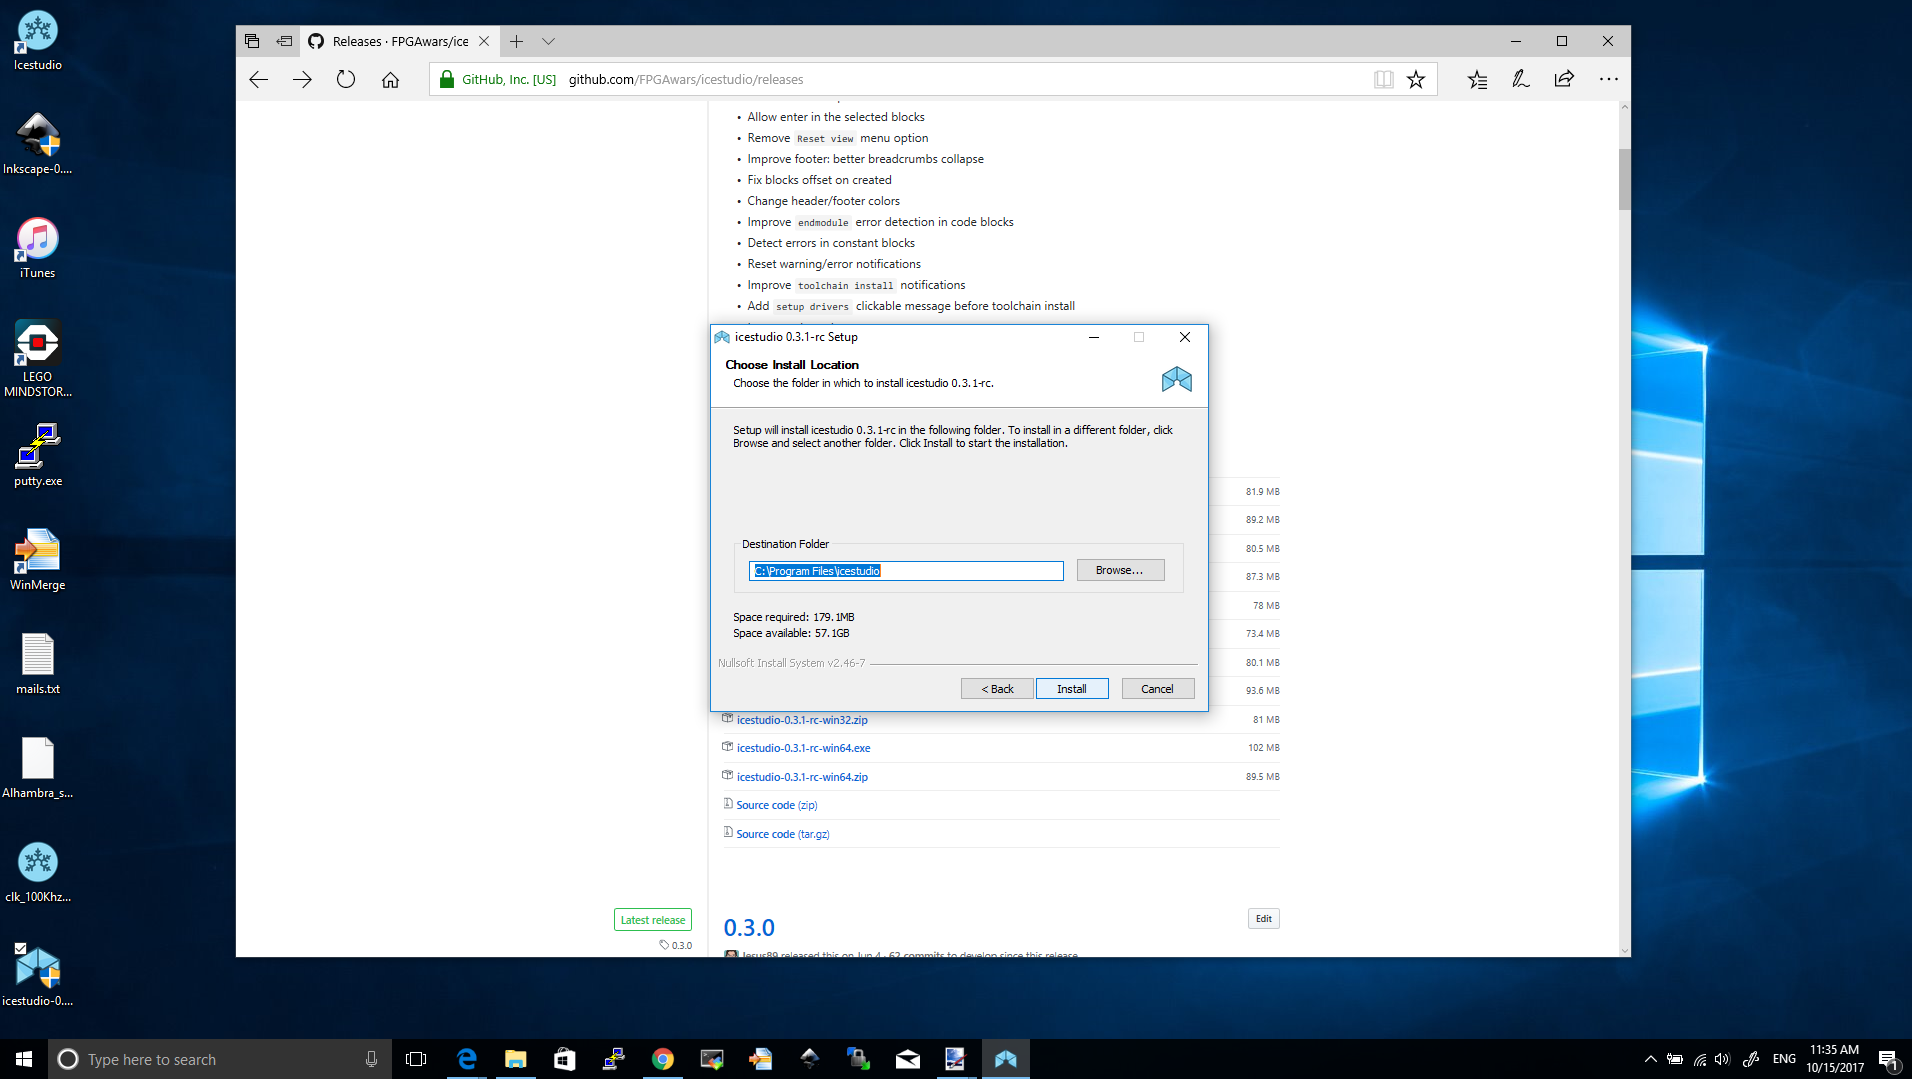 Icestudio
Inkscape-0....
iTunes
LEGO
MINDSTOR...
putty.exe
WinMerge
mails.txt
Alhambra_s...
clk_100Khz...
icestudio-0....
Releases · FPGAwars/ice
GitHub, Inc. [US] github.com/FPGAwars/icestudio/releases
• Allow enter in the selected blocks
• Remove Reset view menu option
• Improve footer: better breadcrumbs collapse
• Fix blocks offset on created
• Change header/footer colors
• Improve endmodule error detection in code blocks
• Detect errors in constant blocks
• Reset warning/error notifications
• Improve toolchain install notifications
• Add setup drivers clickable message before toolchain install
icestudio 0.3.1-rc Setup
Choose Install Location
Choose the folder in which to install icestudio 0.3.1-rc.
Setup will install icestudio 0.3.1-rc in the following folder. To install in a different folder, click
Browse and select another folder. Click Install to start the installation.
Destination Folder
C:\Program Files\icestudio
Browse...
Space required: 179.1MB
Space available: 57.1GB
Nullsoft Install System v2.46-7
< Back
Install
Cancel
81.9 MB
89.2 MB
80.5 MB
87.3 MB
78 MB
73.4 MB
80.1 MB
93.6 MB
icestudio-0.3.1-rc-win32.zip 81 MB
icestudio-0.3.1-rc-win64.exe 102 MB
icestudio-0.3.1-rc-win64.zip 89.5 MB
Source code (zip)
Source code (tar.gz)
Latest release
0.3.0
0.3.0
Edit
Jesus89 released this on Jun 4 · 62 commits to develop since this release
Type here to search
ENG
11:35 AM
10/15/2017
1